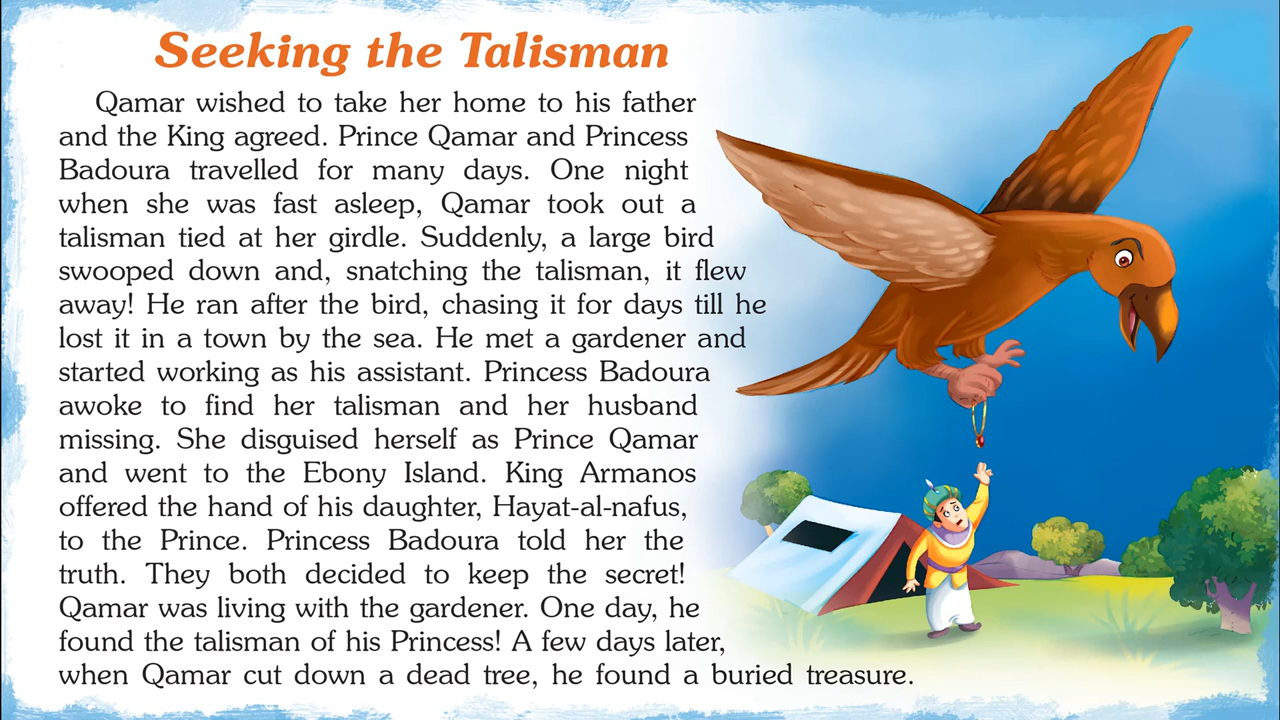 Seeking the Talisman
Qamar wished to take her home to his father
and the King agreed. Prince Qamar and Princess
Badoura travelled for many days. One night
when she was fast asleep, Qamar took out a
talisman tied at her girdle. Suddenly, a large bird
swooped down and, snatching the talisman, it flew
away! He ran after the bird, chasing it for days till he
lost it in a town by the sea. He met a gardener and
started working as his assistant. Princess Badoura
awoke to find her talisman and her husband
missing. She disguised herself as Prince Qamar
and went to the Ebony Island. King Armanos
offered the hand of his daughter, Hayat-al-nafus,
to the Prince. Princess Badoura told her the
truth. They both decided to keep the secret!
Qamar was living with the gardener. One day, he
found the talisman of his Princess! A few days later,
when Qamar cut down a dead tree, he found a buried treasure.